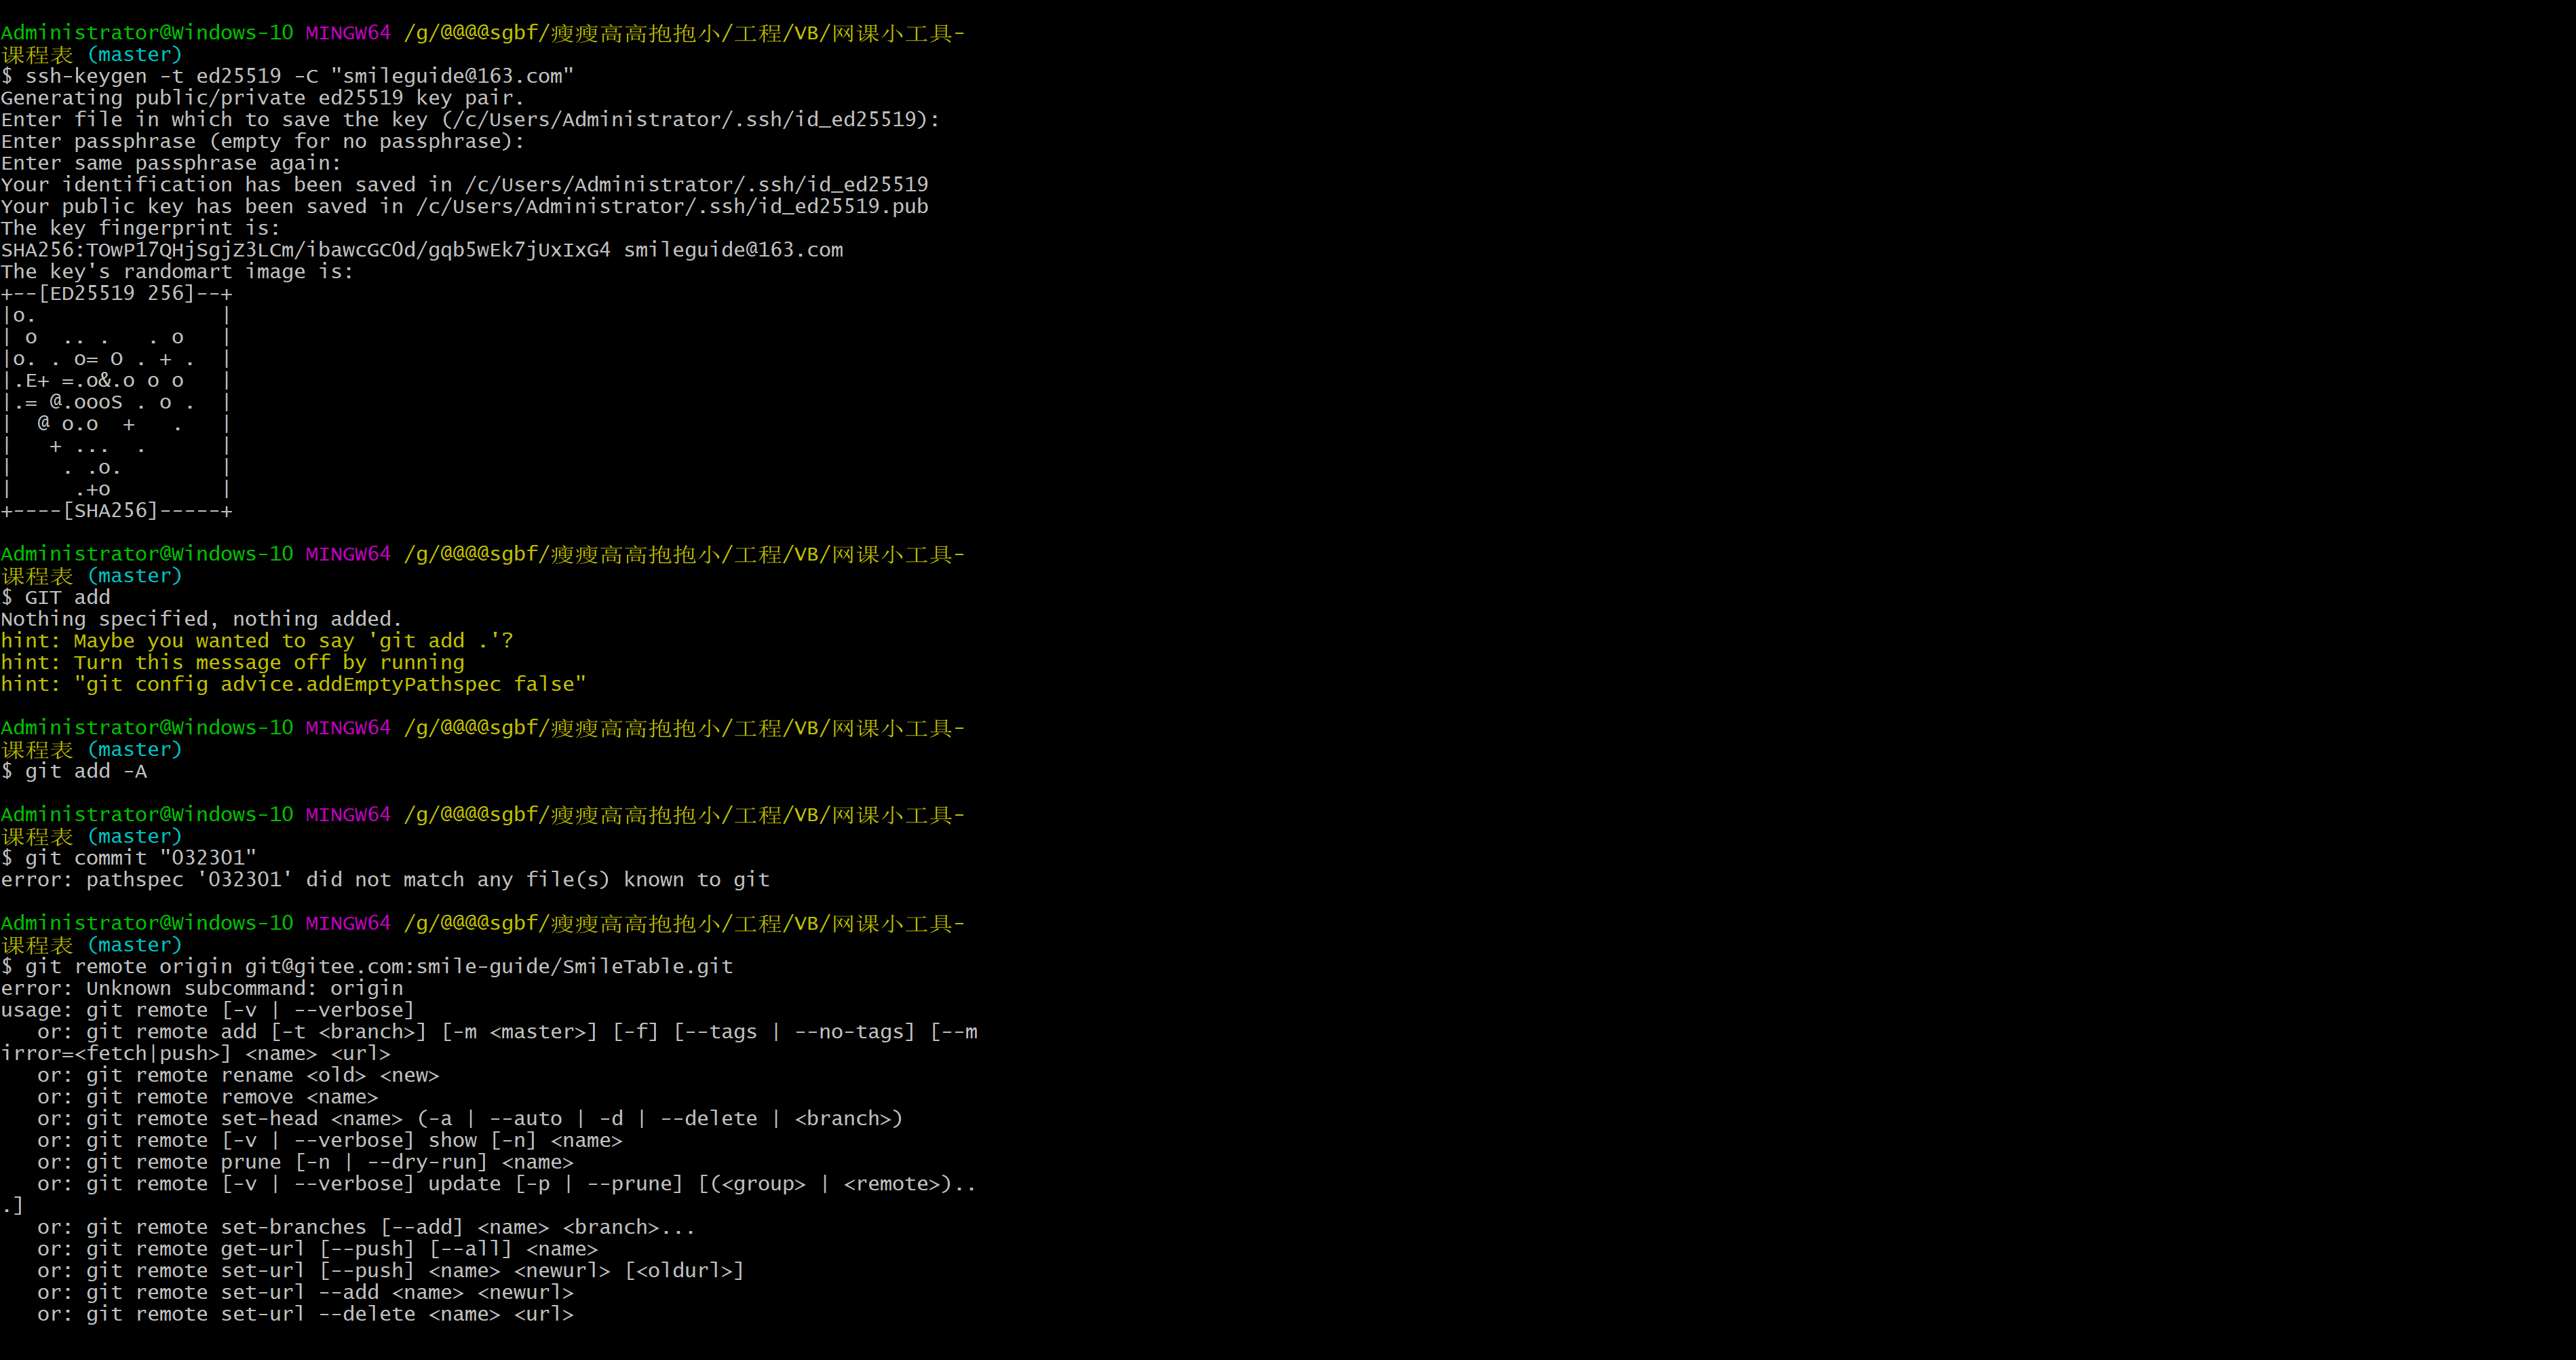 Administrator@Windows-10 MINGW64 /g/@@@@sgbf/瘦瘦高高抱抱小/工程/VB/网课小工具-
课程表 (master)
$ ssh-keygen -t ed25519 -C "smileguide@163.com"
Generating public/private ed25519 key pair.
Enter file in which to save the key (/c/Users/Administrator/.ssh/id_ed25519):
Enter passphrase (empty for no passphrase):
Enter same passphrase again:
Your identification has been saved in /c/Users/Administrator/.ssh/id_ed25519
Your public key has been saved in /c/Users/Administrator/.ssh/id_ed25519.pub
The key fingerprint is:
SHA256:TOwP17QHjSgjZ3LCm/ibawcGCOd/gqb5wEk7jUxIxG4 smileguide@163.com
The key's randomart image is:
+--[ED25519 256]--+
|o.               |
| o  .. .   . o   |
|o. . o= O . + .  |
|.E+ =.o&.o o o   |
|.= @.oooS . o .  |
|  @ o.o  +   .   |
|   + ...  .      |
|    . .o.        |
|     .+o         |
+----[SHA256]-----+
Administrator@Windows-10 MINGW64 /g/@@@@sgbf/瘦瘦高高抱抱小/工程/VB/网课小工具-
课程表 (master)
$ GIT add
Nothing specified, nothing added.
hint: Maybe you wanted to say 'git add .'?
hint: Turn this message off by running
hint: "git config advice.addEmptyPathspec false"
Administrator@Windows-10 MINGW64 /g/@@@@sgbf/瘦瘦高高抱抱小/工程/VB/网课小工具-
课程表 (master)
$ git add -A
Administrator@Windows-10 MINGW64 /g/@@@@sgbf/瘦瘦高高抱抱小/工程/VB/网课小工具-
课程表 (master)
$ git commit "032301"
error: pathspec '032301' did not match any file(s) known to git
Administrator@Windows-10 MINGW64 /g/@@@@sgbf/瘦瘦高高抱抱小/工程/VB/网课小工具-
课程表 (master)
$ git remote origin git@gitee.com:smile-guide/SmileTable.git
error: Unknown subcommand: origin
usage: git remote [-v | --verbose]
   or: git remote add [-t <branch>] [-m <master>] [-f] [--tags | --no-tags] [--m
irror=<fetch|push>] <name> <url>
   or: git remote rename <old> <new>
   or: git remote remove <name>
   or: git remote set-head <name> (-a | --auto | -d | --delete | <branch>)
   or: git remote [-v | --verbose] show [-n] <name>
   or: git remote prune [-n | --dry-run] <name>
   or: git remote [-v | --verbose] update [-p | --prune] [(<group> | <remote>)..
.]
   or: git remote set-branches [--add] <name> <branch>...
   or: git remote get-url [--push] [--all] <name>
   or: git remote set-url [--push] <name> <newurl> [<oldurl>]
   or: git remote set-url --add <name> <newurl>
   or: git remote set-url --delete <name> <url>